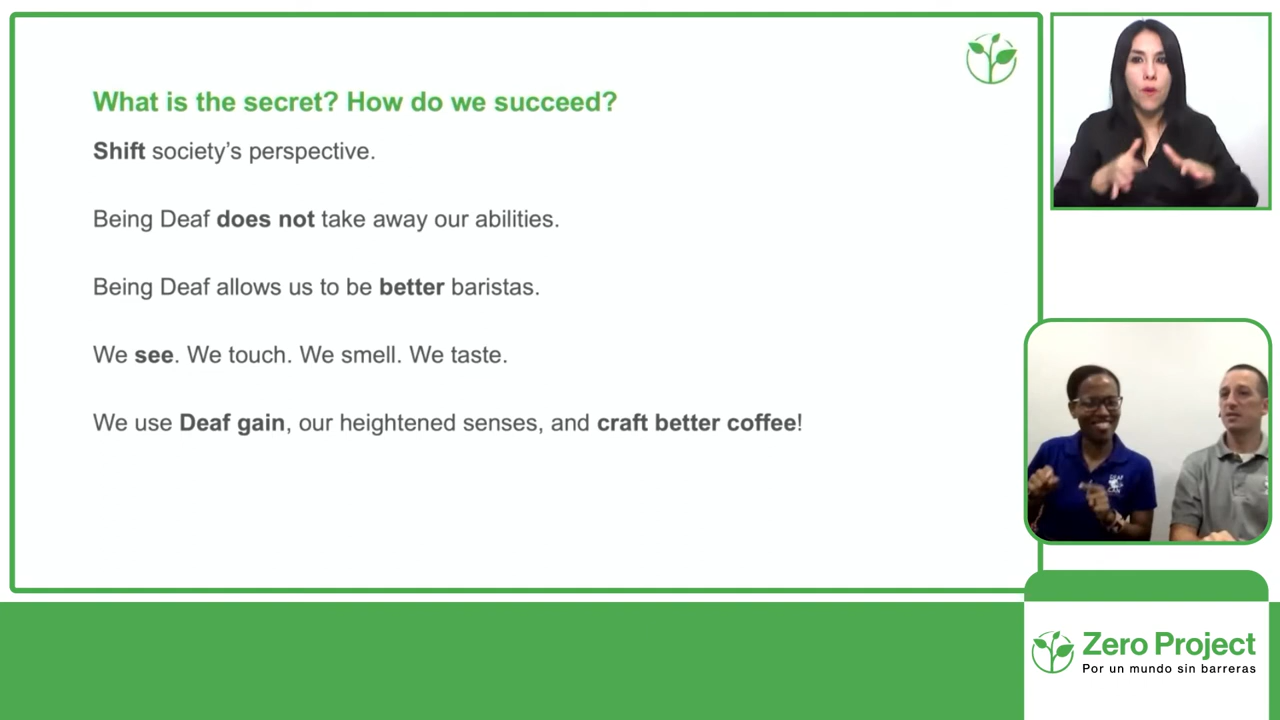 What is the secret? How do we succeed?
Shift society’s perspective.
Being Deaf does not take away our abilities.
Being Deaf allows us to be better baristas.
We see. We touch. We smell. We taste.
We use Deaf gain, our heightened senses, and craft better coffee!
DEAF
CAN
Zero Project
Por un mundo sin barreras